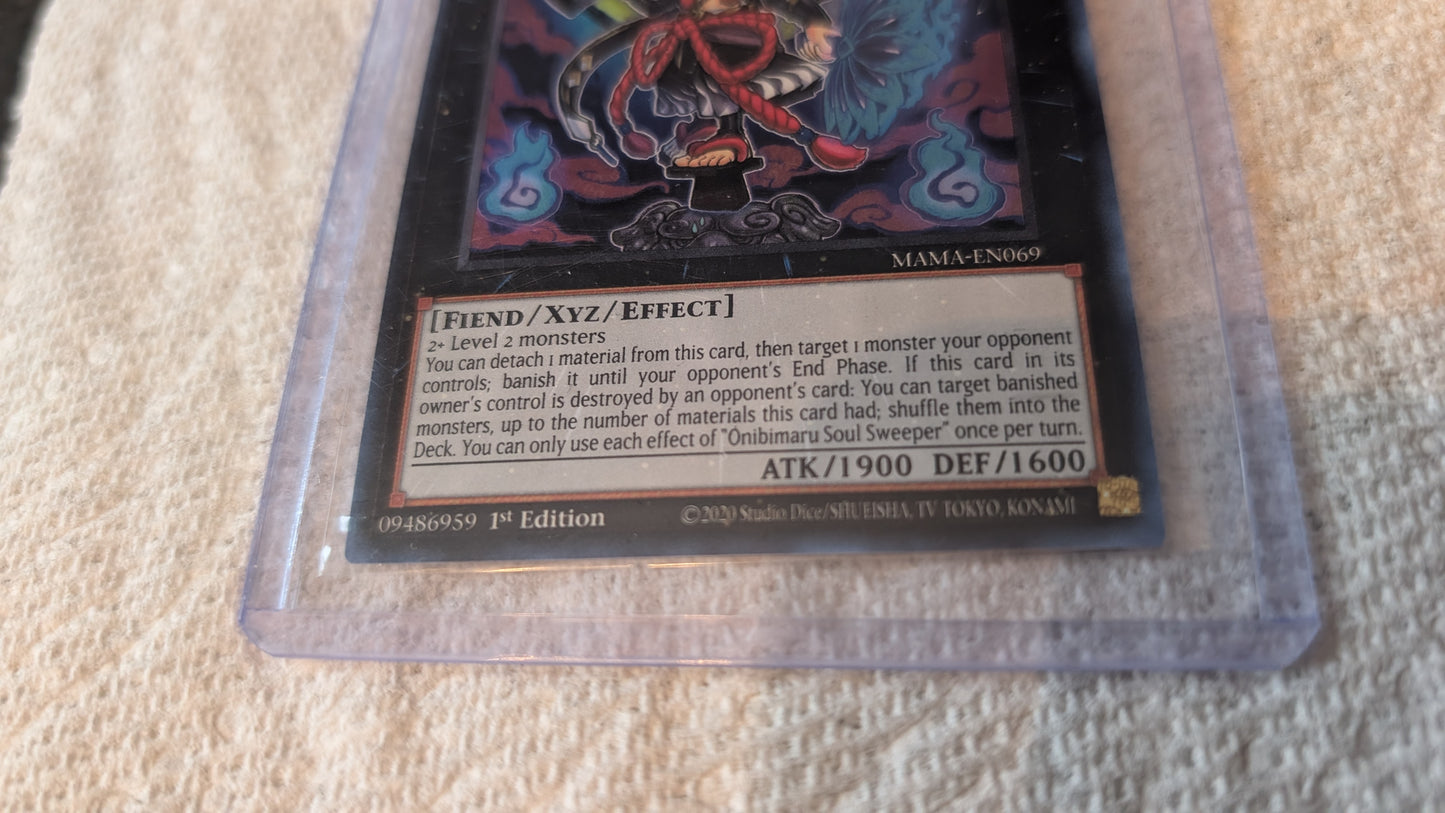 MAMA-EN069
[FIEND/XYZ/EFFECT]
2+ Level 2 monsters
You can detach 1 material from this card, then target 1 monster your opponent
controls; banish it until your opponent's End Phase. If this card in its
owner's control is destroyed by an opponent's card: You can target banished
monsters, up to the number of materials this card had; shuffle them into the
Deck. You can only use each effect of "Onibimaru Soul Sweeper" once per turn.
ATK/1900 DEF/1600
09486959 1st Edition ©2020 Studio Dice/SHUEISHA, TV TOKYO, KONAMI